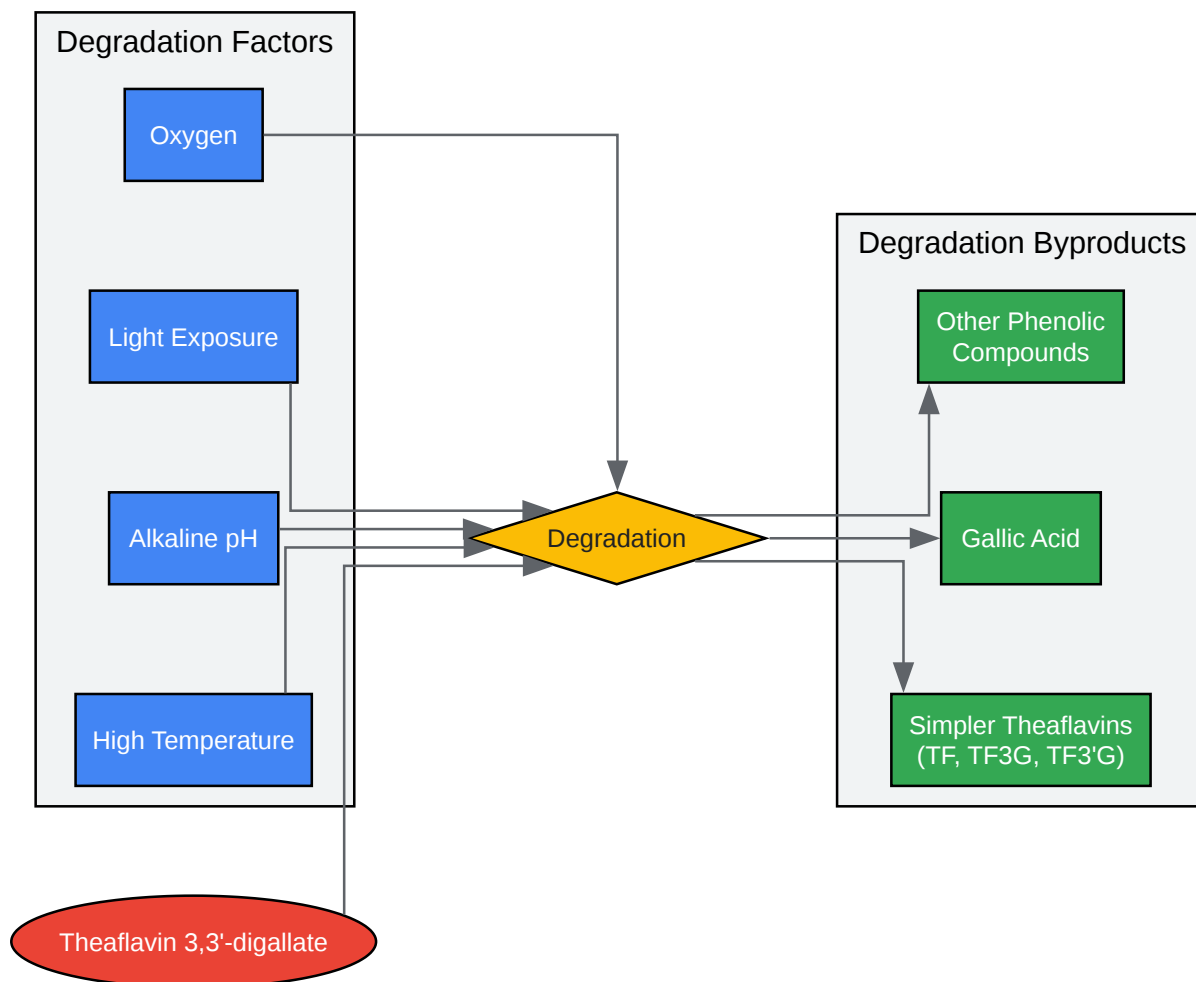 Degradation Factors
Oxygen
Light Exposure
Alkaline pH
High Temperature
Theaflavin 3,3'-digallate
Degradation
Degradation Byproducts
Other Phenolic
Compounds
Gallic Acid
Simpler Theaflavins
(TF, TF3G, TF3'G)